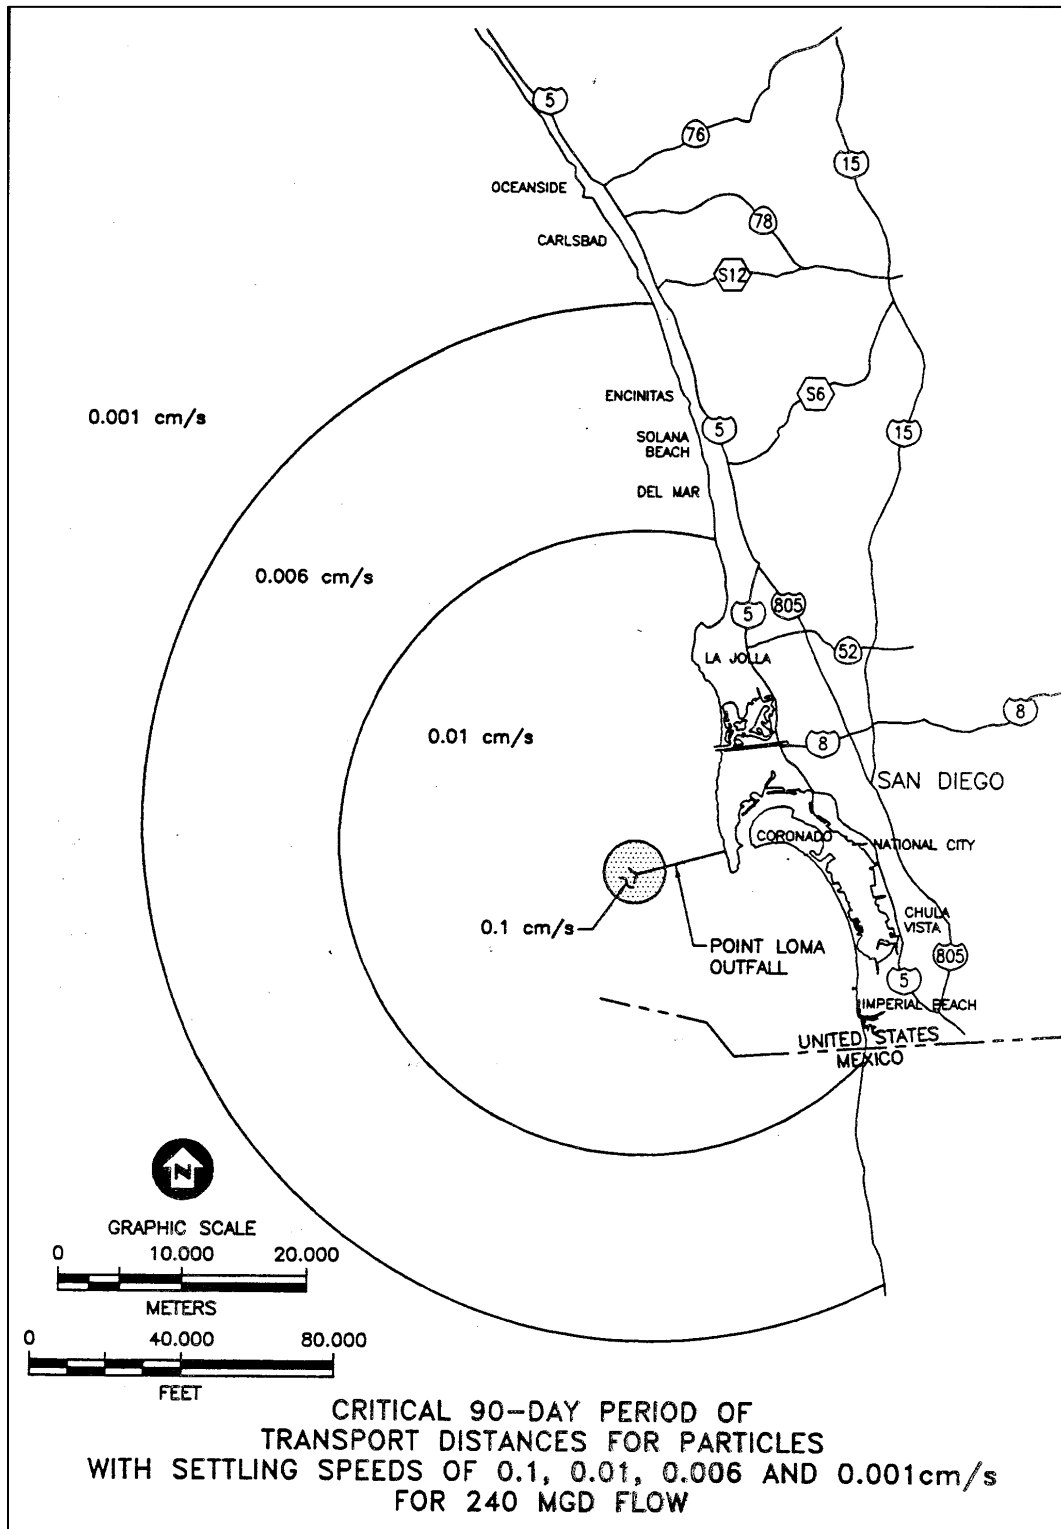 5
76
15
OCEANSIDE
78
CARLSBAD
S12
ENCINITAS
S6
0.001 cm/s
5
15
SOLANA
BEACH
DEL MAR
0.006 cm/s
805
5
52
LA JOLLA
8
0.01 cm/s
8
SAN DIEGO
CORONADO
NATIONAL CITY
0.1 cm/s
CHULA
VISTA
POINT LOMA
OUTFALL
805
5
IMPERIAL BEACH
UNITED STATES
MEXICO
N
GRAPHIC SCALE
0 10.000 20.000
METERS
0 40.000 80.000
FEET
CRITICAL 90-DAY PERIOD OF
TRANSPORT DISTANCES FOR PARTICLES
WITH SETTLING SPEEDS OF 0.1, 0.01, 0.006 AND 0.001cm/s
FOR 240 MGD FLOW